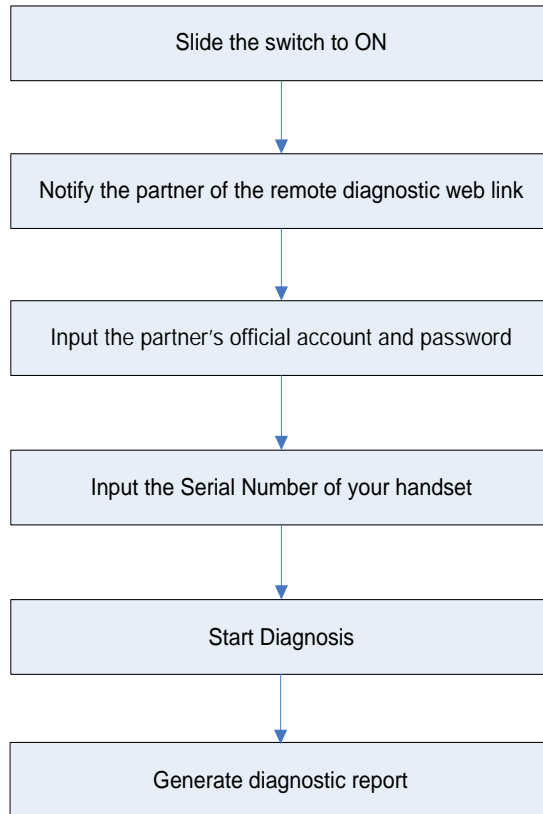 Slide the switch to ON
Notify the partner of the remote diagnostic web link
Input the partner's official account and password
Input the Serial Number of your handset
Start Diagnosis
Generate diagnostic report